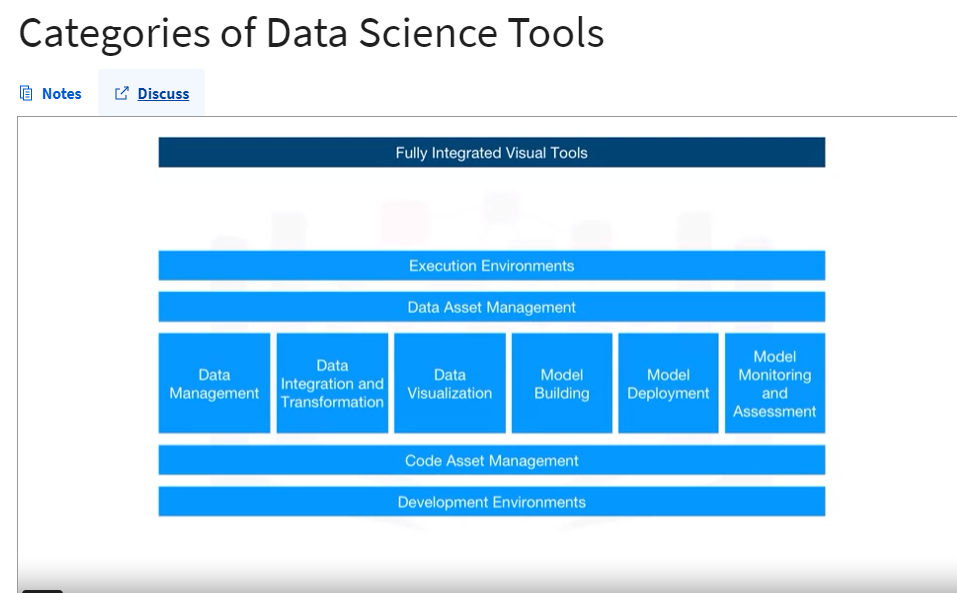 Categories of Data Science Tools
Notes
Discuss
Fully Integrated Visual Tools
Execution Environments
Data Asset Management
Data
Management
Data
Integration and
Transformation
Data
Visualization
Model
Building
Model
Deployment
Model
Monitoring
and
Assessment
Code Asset Management
Development Environments